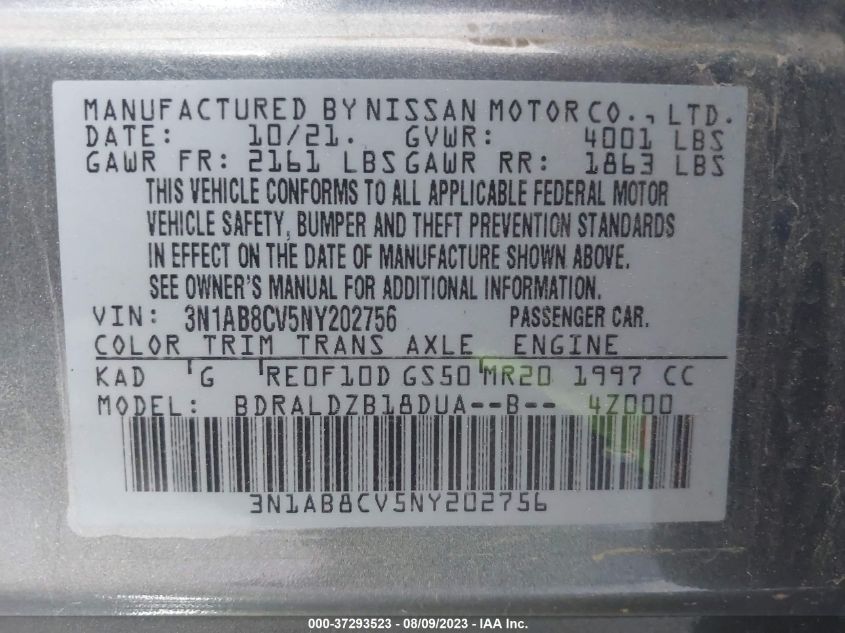 MANUFACTURED BY NISSAN MOTOR CO., LTD.
DATE: 10/21. GVWR: 4001 LBS
GAWR FR: 2161 LBS GAWR RR: 1863 LBS
THIS VEHICLE CONFORMS TO ALL APPLICABLE FEDERAL MOTOR
VEHICLE SAFETY, BUMPER AND THEFT PREVENTION STANDARDS
IN EFFECT ON THE DATE OF MANUFACTURE SHOWN ABOVE.
SEE OWNER'S MANUAL FOR ADDITIONAL INFORMATION.
VIN: 3N1AB8CV5NY202756 PASSENGER CAR.
COLOR TRIM TRANS AXLE ENGINE
KAD G RE0F10D GS50 MR20 1997 CC
MODEL: BDRALDZB18DUA--B-- 4Z000
3N1AB8CV5NY202756
000-37293523 - 08/09/2023 - IAA Inc.